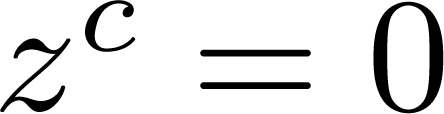 z^c = 0